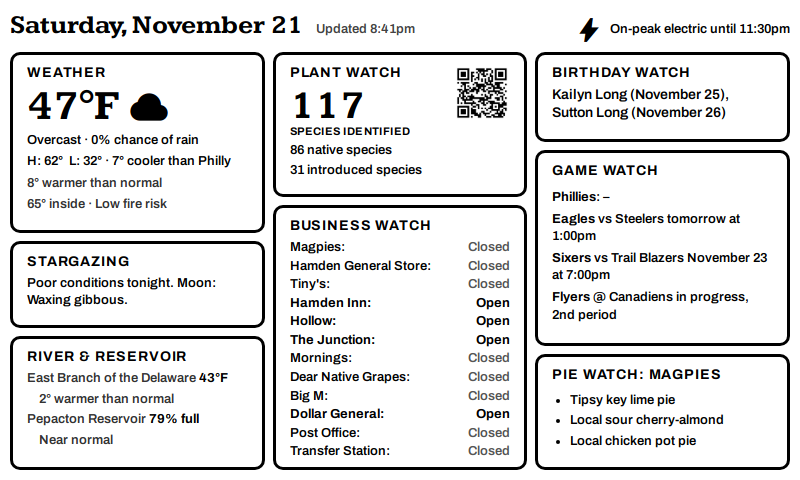 Saturday, November 21 Updated 8:41pm
On-peak electric until 11:30pm
WEATHER
47°F
Overcast · 0% chance of rain
H: 62° L: 32° · 7° cooler than Philly
8° warmer than normal
65° inside · Low fire risk
STARGAZING
Poor conditions tonight. Moon:
Waxing gibbous.
RIVER & RESERVOIR
East Branch of the Delaware 43°F
2° warmer than normal
Pepacton Reservoir 79% full
Near normal
PLANT WATCH
117
SPECIES IDENTIFIED
86 native species
31 introduced species
BUSINESS WATCH
Magpies: Closed
Hamden General Store: Closed
Tiny's: Closed
Hamden Inn: Open
Hollow: Open
The Junction: Open
Mornings: Closed
Dear Native Grapes: Closed
Big M: Closed
Dollar General: Open
Post Office: Closed
Transfer Station: Closed
BIRTHDAY WATCH
Kailyn Long (November 25),
Sutton Long (November 26)
GAME WATCH
Phillies: –
Eagles vs Steelers tomorrow at
1:00pm
Sixers vs Trail Blazers November 23
at 7:00pm
Flyers @ Canadiens in progress,
2nd period
PIE WATCH: MAGPIES
• Tipsy key lime pie
• Local sour cherry-almond
• Local chicken pot pie